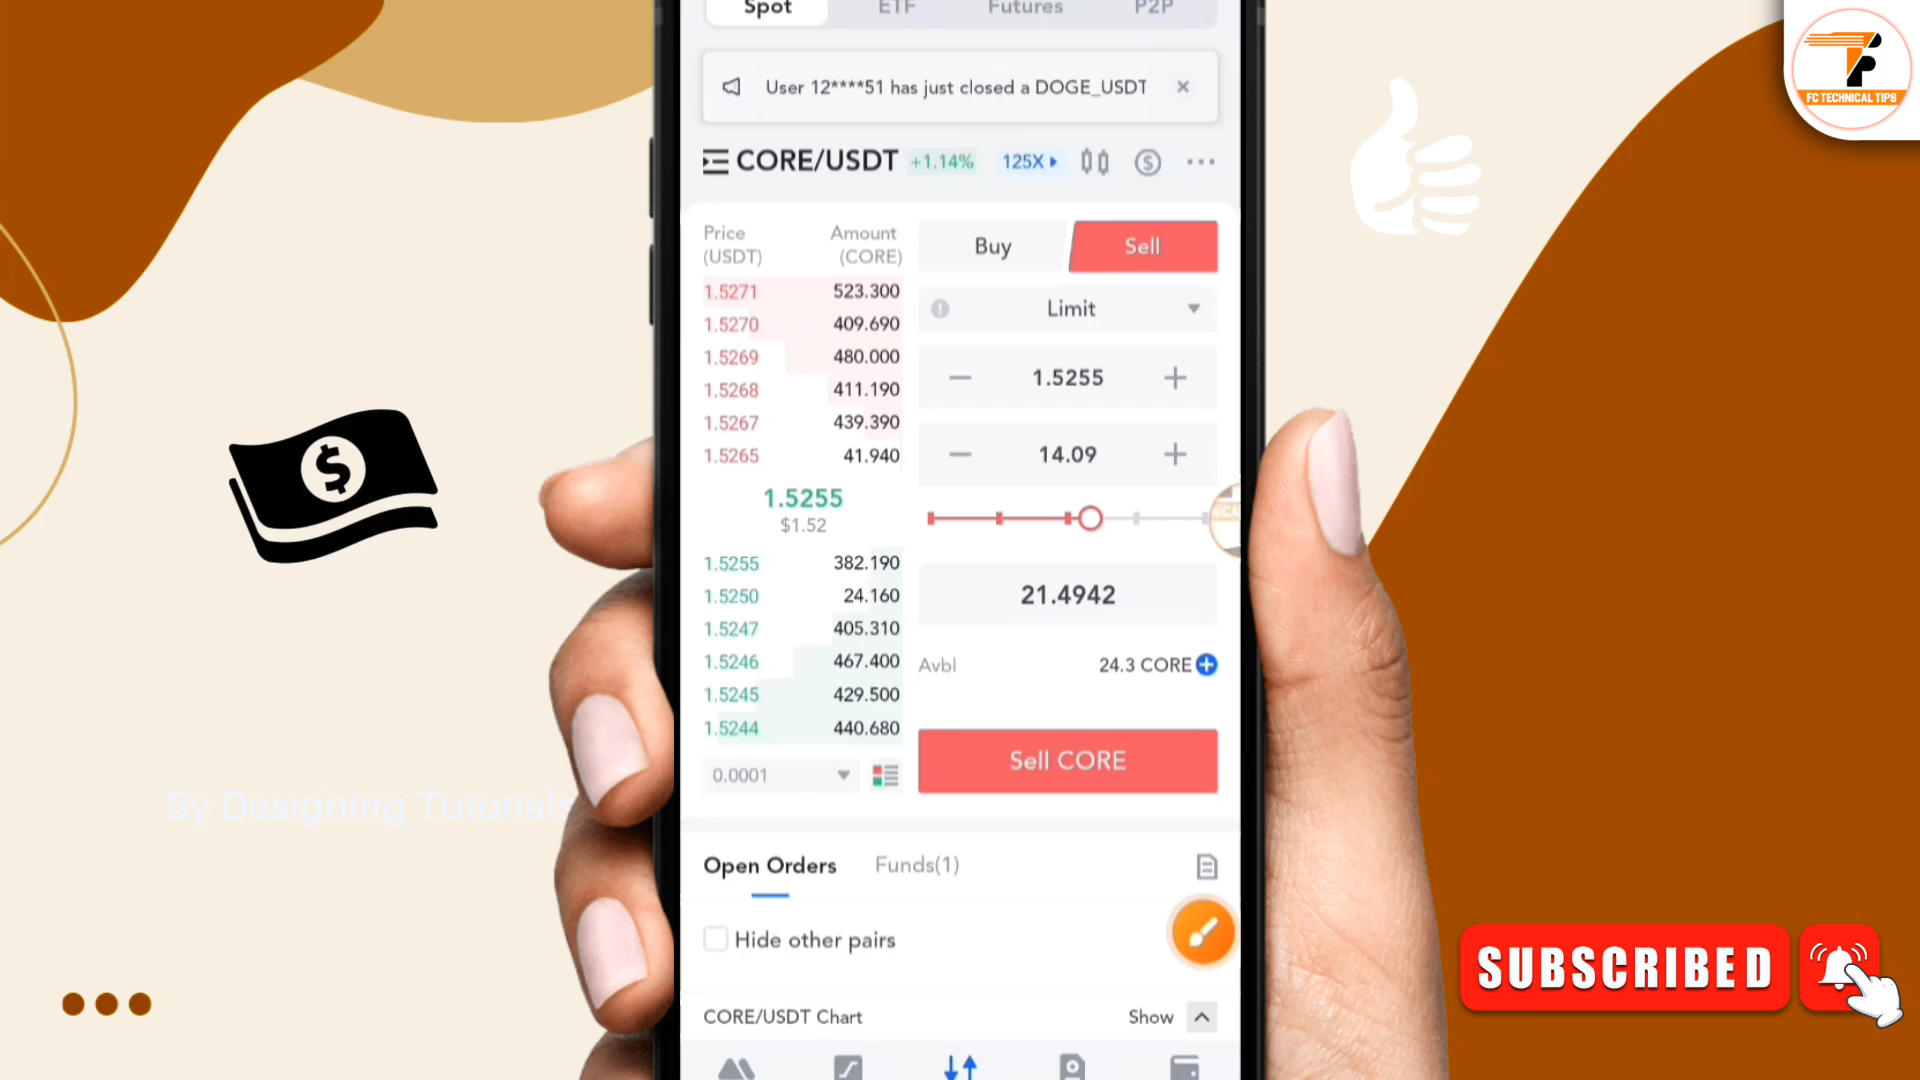 Spot ETF Futures P2P
FC TECHNICAL TIPS
User 12****51 has just closed a DOGE_USDT
CORE/USDT +1.14% 125X
Price Amount
(USDT) (CORE)
Buy Sell
1.5271 523.300
1.5270 409.690
1.5269 480.000
1.5268 411.190
1.5267 439.390
1.5265 41.940
Limit
1.5255
14.09
1.5255
$1.52
1.5255 382.190
1.5250 24.160
1.5247 405.310
1.5246 467.400
1.5245 429.500
1.5244 440.680
21.4942
Avbl 24.3 CORE
0.0001
Sell CORE
By Designing Tutorials
Open Orders Funds(1)
Hide other pairs
SUBSCRIBED
CORE/USDT Chart Show